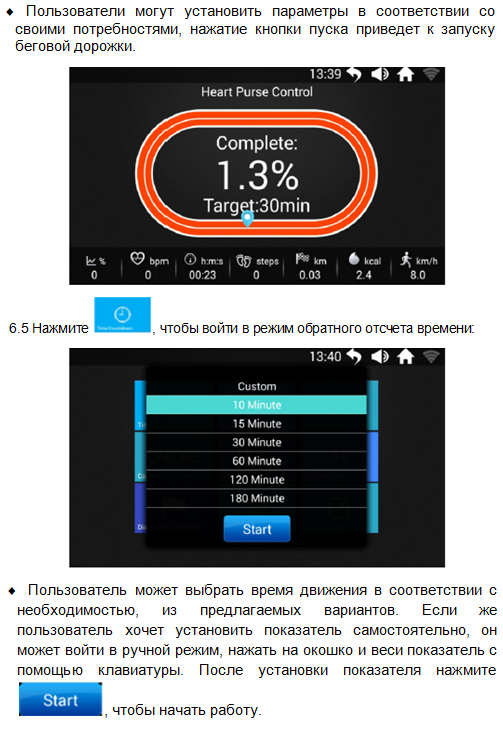 ♦ Пользователи могут установить параметры в соответствии со
своими потребностями, нажатие кнопки пуска приведет к запуску
беговой дорожки.
13:39
Heart Purse Control
Complete:
1.3%
Target:30min
% bpm h:m:s steps km kcal km/h
0 0 00:23 0 0.03 2.4 8.0
6.5 Нажмите Time Countdown , чтобы войти в режим обратного отсчета времени:
13:40
Custom
10 Minute
15 Minute
30 Minute
60 Minute
120 Minute
180 Minute
Start
♦ Пользователь может выбрать время движения в соответствии с
необходимостью, из предлагаемых вариантов. Если же
пользователь хочет установить показатель самостоятельно, он
может войти в ручной режим, нажать на окошко и веси показатель с
помощью клавиатуры. После установки показателя нажмите
Start , чтобы начать работу.